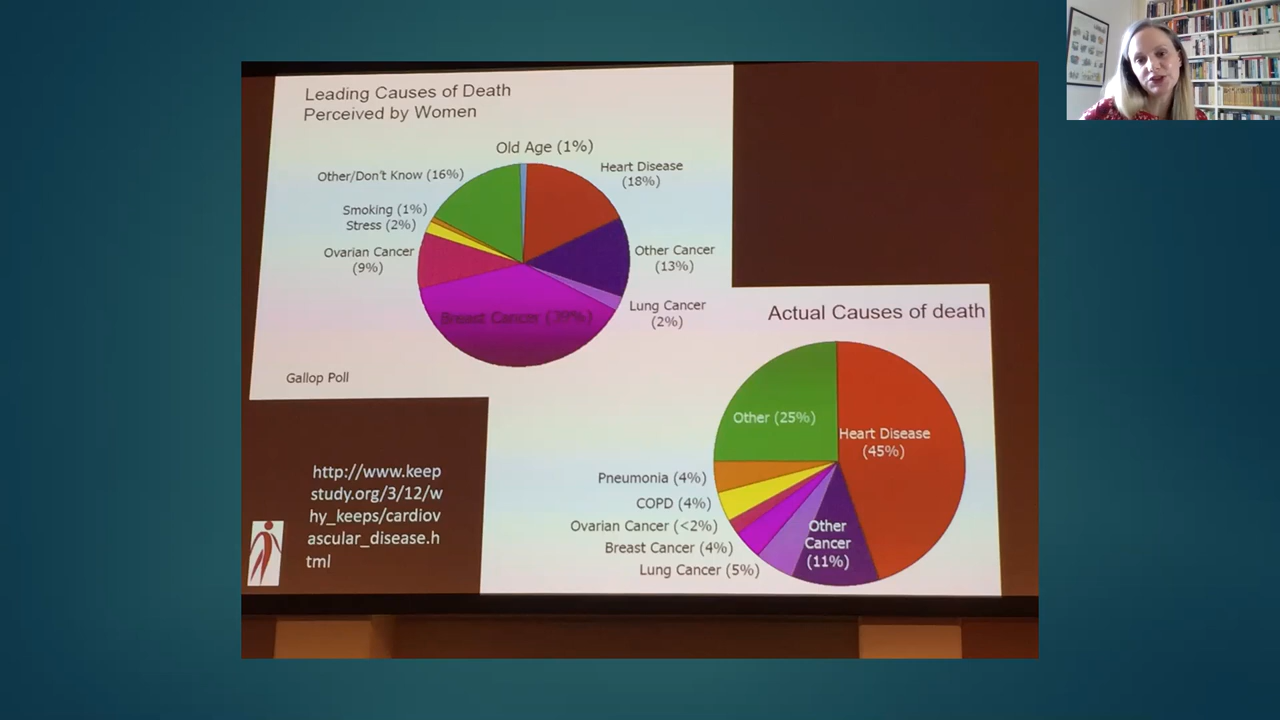 Leading Causes of Death
Perceived by Women
Old Age (1%)
Heart Disease
(18%)
Other/Don't Know (16%)
Smoking (1%)
Stress (2%)
Ovarian Cancer
(9%)
Other Cancer
(13%)
Lung Cancer
(2%)
Breast Cancer (39%)
Gallop Poll
Actual Causes of death
Other (25%)
Heart Disease
(45%)
Pneumonia (4%)
COPD (4%)
Ovarian Cancer (<2%)
Breast Cancer (4%)
Lung Cancer (5%)
Other
Cancer
(11%)
http://www.keep
study.org/3/12/w
hy_keeps/cardiov
ascular_disease.h
tml